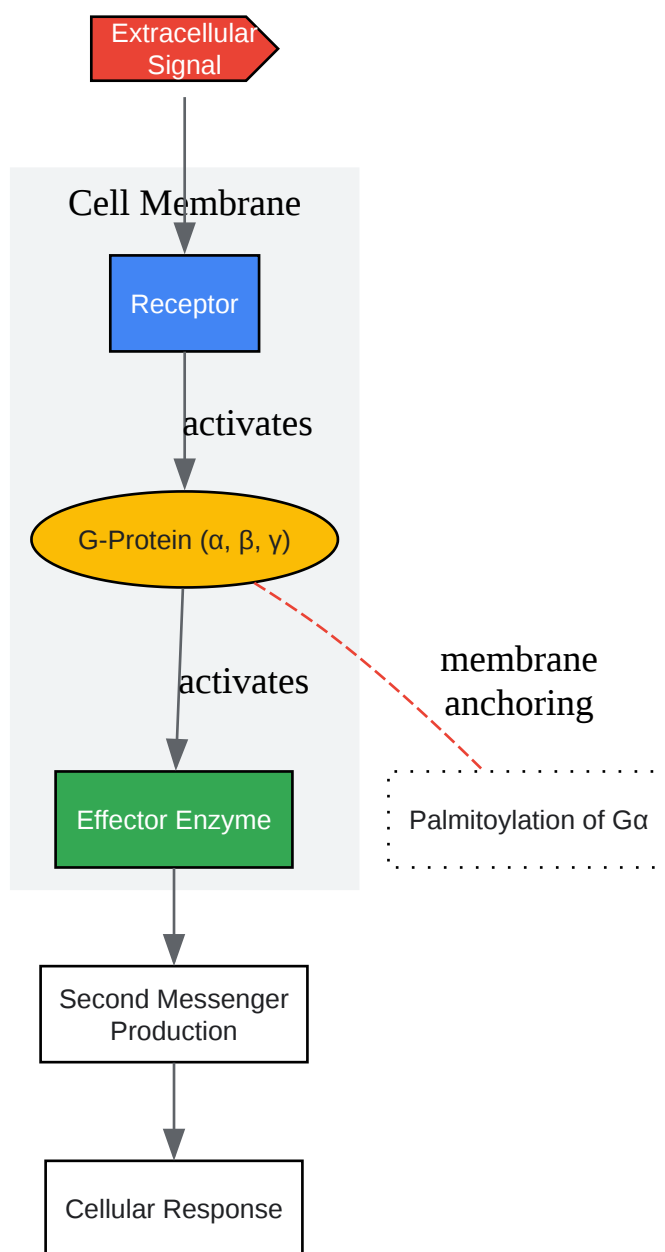 Extracellular
Signal
Cell Membrane
Receptor
activates
G-Protein (α, β, γ)
activates
membrane
anchoring
Effector Enzyme
Palmitoylation of Gα
Second Messenger
Production
Cellular Response